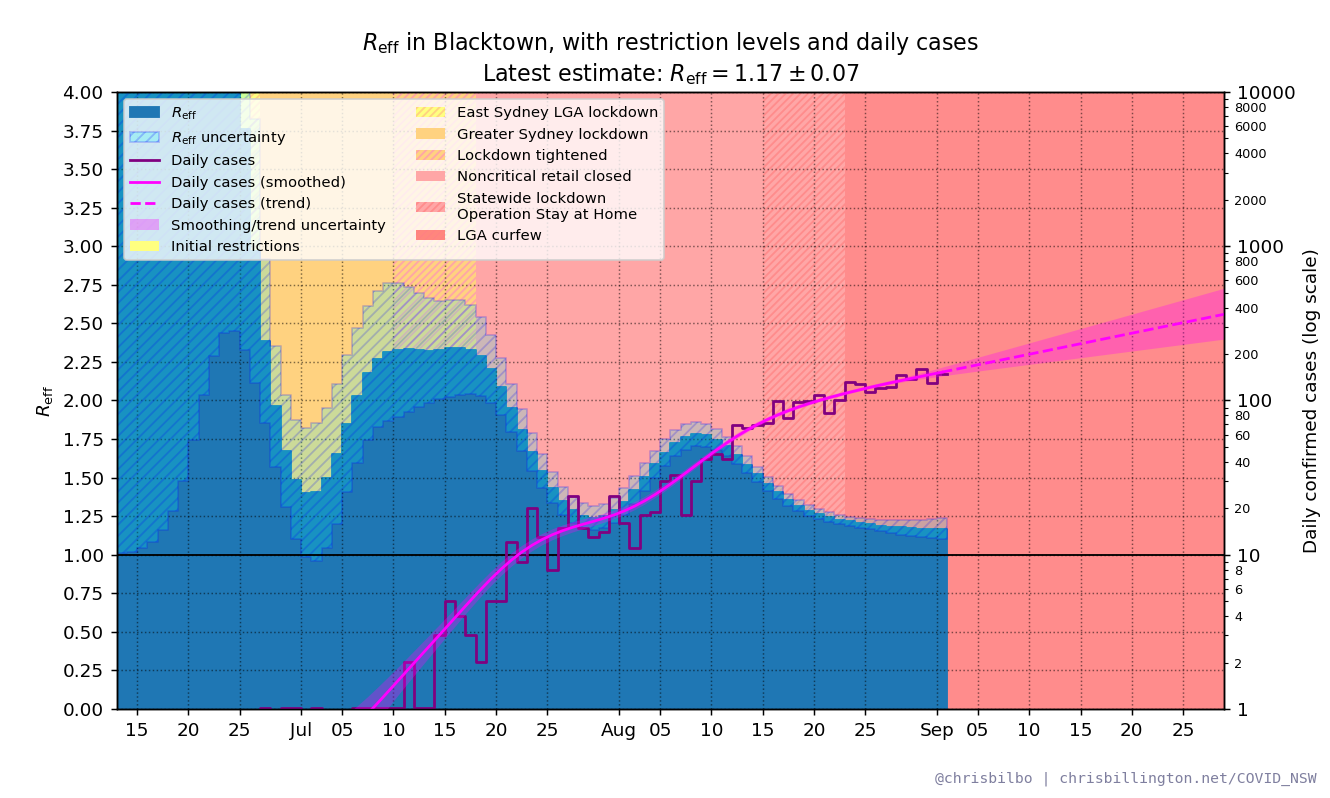 Reff in Blacktown, with restriction levels and daily cases
Latest estimate: Reff = 1.17 ± 0.07
Reff
Reff uncertainty
Daily cases
Daily cases (smoothed)
Daily cases (trend)
Smoothing/trend uncertainty
Initial restrictions
East Sydney LGA lockdown
Greater Sydney lockdown
Lockdown tightened
Noncritical retail closed
Statewide lockdown
Operation Stay at Home
LGA curfew
Reff
4.00
3.75
3.50
3.25
3.00
2.75
2.50
2.25
2.00
1.75
1.50
1.25
1.00
0.75
0.50
0.25
0.00
10000
8000
6000
4000
2000
1000
800
600
400
200
100
80
60
40
20
10
8
6
4
2
1
Daily confirmed cases (log scale)
15 20 25 Jul 05 10 15 20 25 Aug 05 10 15 20 25 Sep 05 10 15 20 25
@chrisbilbo | chrisbillington.net/COVID_NSW